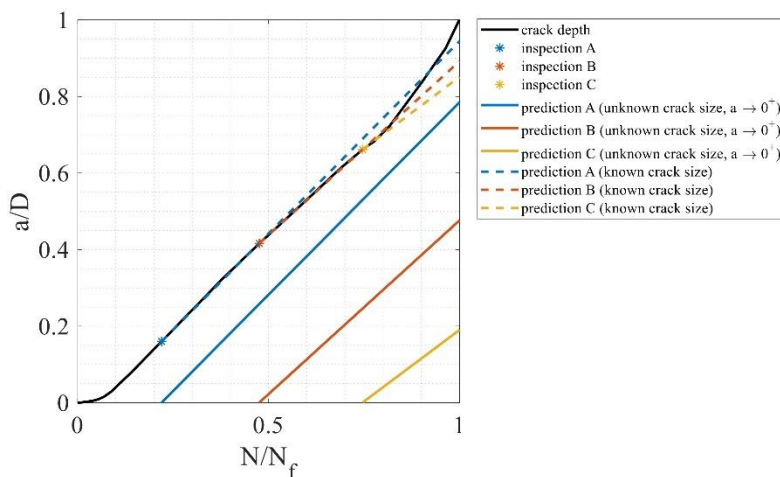 1
0.8
0.6
0.4
0.2
0
0
0.5
1
a/D
N/N_f
crack depth
inspection A
inspection B
inspection C
prediction A (unknown crack size, a → 0⁺)
prediction B (unknown crack size, a → 0⁺)
prediction C (unknown crack size, a → 0⁺)
prediction A (known crack size)
prediction B (known crack size)
prediction C (known crack size)